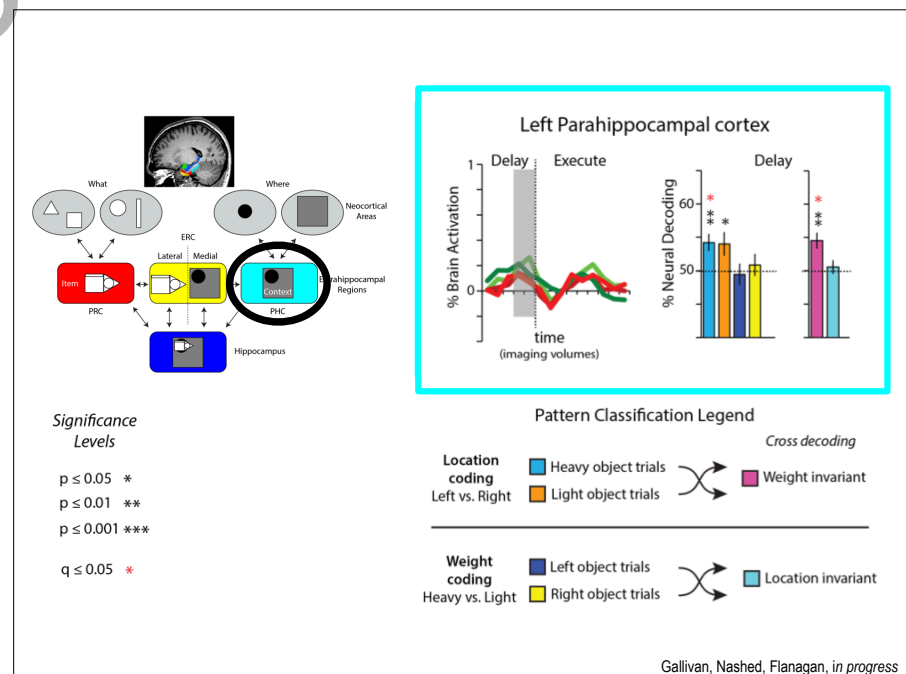 What
Where
Neocortical
Areas
ERC
Lateral
Medial
Item
Context
Regions
PRC
PHC
Hippocampus
Left Parahippocampal cortex
Delay
Execute
Delay
% Brain Activation
1
0
-1
time
(imaging volumes)
% Neural Decoding
60
50
*
**
*
*
**
Significance
Levels
p ≤ 0.05 *
p ≤ 0.01 **
p ≤ 0.001 ***
q ≤ 0.05 *
Pattern Classification Legend
Cross decoding
Location
coding
Left vs. Right
Heavy object trials
Light object trials
Weight invariant
Weight
coding
Heavy vs. Light
Left object trials
Right object trials
Location invariant
Gallivan, Nashed, Flanagan, in progress